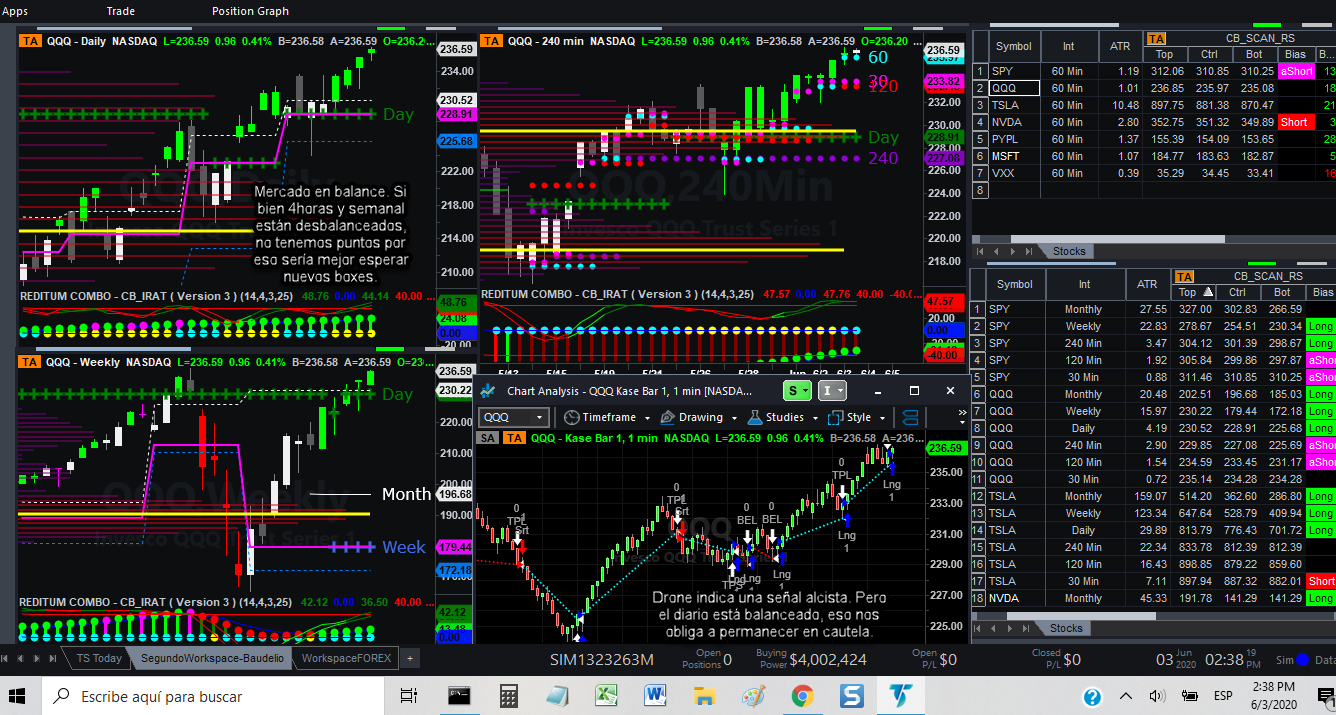 Apps Trade Position Graph
TA QQQ - Daily NASDAQ L=236.59 0.96 0.41% B=236.58 A=236.59 O=236.2...
236.59
234.00
230.52
228.91
Day
225.68
222.00
218.00
214.00
210.00
QQQ, Daily
Invesco QQQ Trust Series 1
Mercado en balance. Si
bien 4horas y semanal
están desbalanceados,
no tenemos puntos por
eso sería mejor esperar
nuevos boxes.
REDITUM COMBO - CB_IRAT ( Version 3 ) (14,4,3,25) 48.76 0.00 44.14 40.00 ...
48.76
24.08
0.00
-20.00
TA QQQ - 240 min NASDAQ L=236.59 0.96 0.41% B=236.58 A=236.59 O=236.20 ...
236.59
235.97
60
233.82
30
120
232.00
230.00
Day
228.91
228.00
240
227.08
226.00
224.00
222.00
220.00
218.00
QQQ,240Min
Invesco QQQ Trust Series 1
REDITUM COMBO - CB_IRAT ( Version 3 ) (14,4,3,25) 47.57 0.00 47.76 40.00 -40.0...
47.57
20.00
0.00
-40.00
5/13 5/15 5/19 5/21 5/26 5/28 Jun 6/2 6/3 6/4 6/5
TA QQQ - Weekly NASDAQ L=236.59 0.96 0.41% B=236.58 A=236.59 O=23...
236.59
230.22
Day
220.00
210.00
200.00
Month
196.68
190.00
Week
179.44
172.18
170.00
QQQ,Weekly
Invesco QQQ Trust Series 1
REDITUM COMBO - CB_IRAT ( Version 3 ) (14,4,3,25) 42.12 0.00 36.50 40.00 ...
42.12
13.48
0.00
Chart Analysis - QQQ Kase Bar 1, 1 min [NASDA... S I
QQQ Timeframe Drawing Studies Style
SA TA QQQ - Kase Bar 1, 1 min NASDAQ L=236.59 0.96 0.41% B=236.58 A=236...
236.59
235.00
233.00
231.00
229.00
227.00
225.00
QQQ
0
TPL
Srt
1
0
TPL
Srt
1
0
BEL
0
BEL
0
TPL
TPS
Lng
Lng
Lng
1
Lng
1
Lng
1
Drone indica una señal alcista. Pero
el diario está balanceado, eso nos
obliga a permanecer en cautela.
Symbol Int ATR TA CB_SCAN_RS
Top Ctrl Bot Bias B...
1 SPY 60 Min 1.19 312.06 310.85 310.25 aShort 13
2 QQQ 60 Min 1.01 236.85 235.97 235.08 18
3 TSLA 60 Min 10.48 897.75 881.38 870.47 21
4 NVDA 60 Min 2.80 352.75 351.32 349.89 Short
5 PYPL 60 Min 1.37 155.39 154.09 153.65 28
6 MSFT 60 Min 1.07 184.77 183.63 182.87 5
7 VXX 60 Min 0.39 35.29 34.45 33.41 16
8
Stocks
Symbol Int ATR TA CB_SCAN_RS
Top Ctrl Bot Bias
1 SPY Monthly 27.55 327.00 302.83 266.59
2 SPY Weekly 22.83 278.67 254.51 230.34 Long
3 SPY 240 Min 3.47 304.12 301.39 298.67 Long
4 SPY 120 Min 1.92 305.84 299.86 297.87 aShor
5 SPY 30 Min 0.88 311.46 310.85 310.25 aShor
6 QQQ Monthly 20.48 202.51 196.68 185.03 Long
7 QQQ Weekly 15.97 230.22 179.44 172.18 Long
8 QQQ Daily 4.19 230.52 228.91 225.68 Long
9 QQQ 240 Min 2.90 229.85 227.08 225.69 aShor
10 QQQ 120 Min 1.54 234.59 233.45 231.17 aShor
11 QQQ 30 Min 0.72 235.14 234.28 234.28
12 TSLA Monthly 159.07 514.20 362.60 286.80 Long
13 TSLA Weekly 123.34 647.64 528.79 409.94 Long
14 TSLA Daily 29.89 813.79 776.43 701.72 Long
15 TSLA 240 Min 22.34 833.78 812.39 812.39
16 TSLA 120 Min 16.43 898.85 879.22 859.60
17 TSLA 30 Min 7.11 897.94 887.32 882.01 Short
18 NVDA Monthly 45.33 191.78 141.29 141.29 Long
Stocks
TS Today SegundoWorkspace-Baudelio WorkspaceFOREX +
SIM1323263M Open Positions 0 Buying Power $4,002,424 Open P/L $0 Closed P/L $0 03 Jun 2020 02:38 19 PM Sim Data
Escribe aquí para buscar
ESP
2:38 PM
6/3/2020